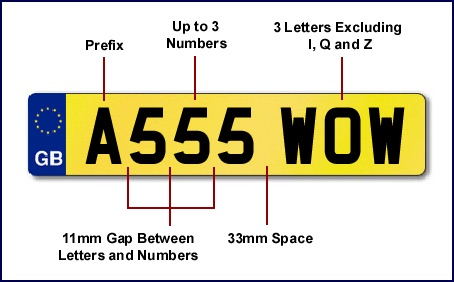 Prefix
Up to 3
Numbers
3 Letters Excluding
I, Q and Z
GB
A555 WOW
11mm Gap Between
Letters and Numbers
33mm Space